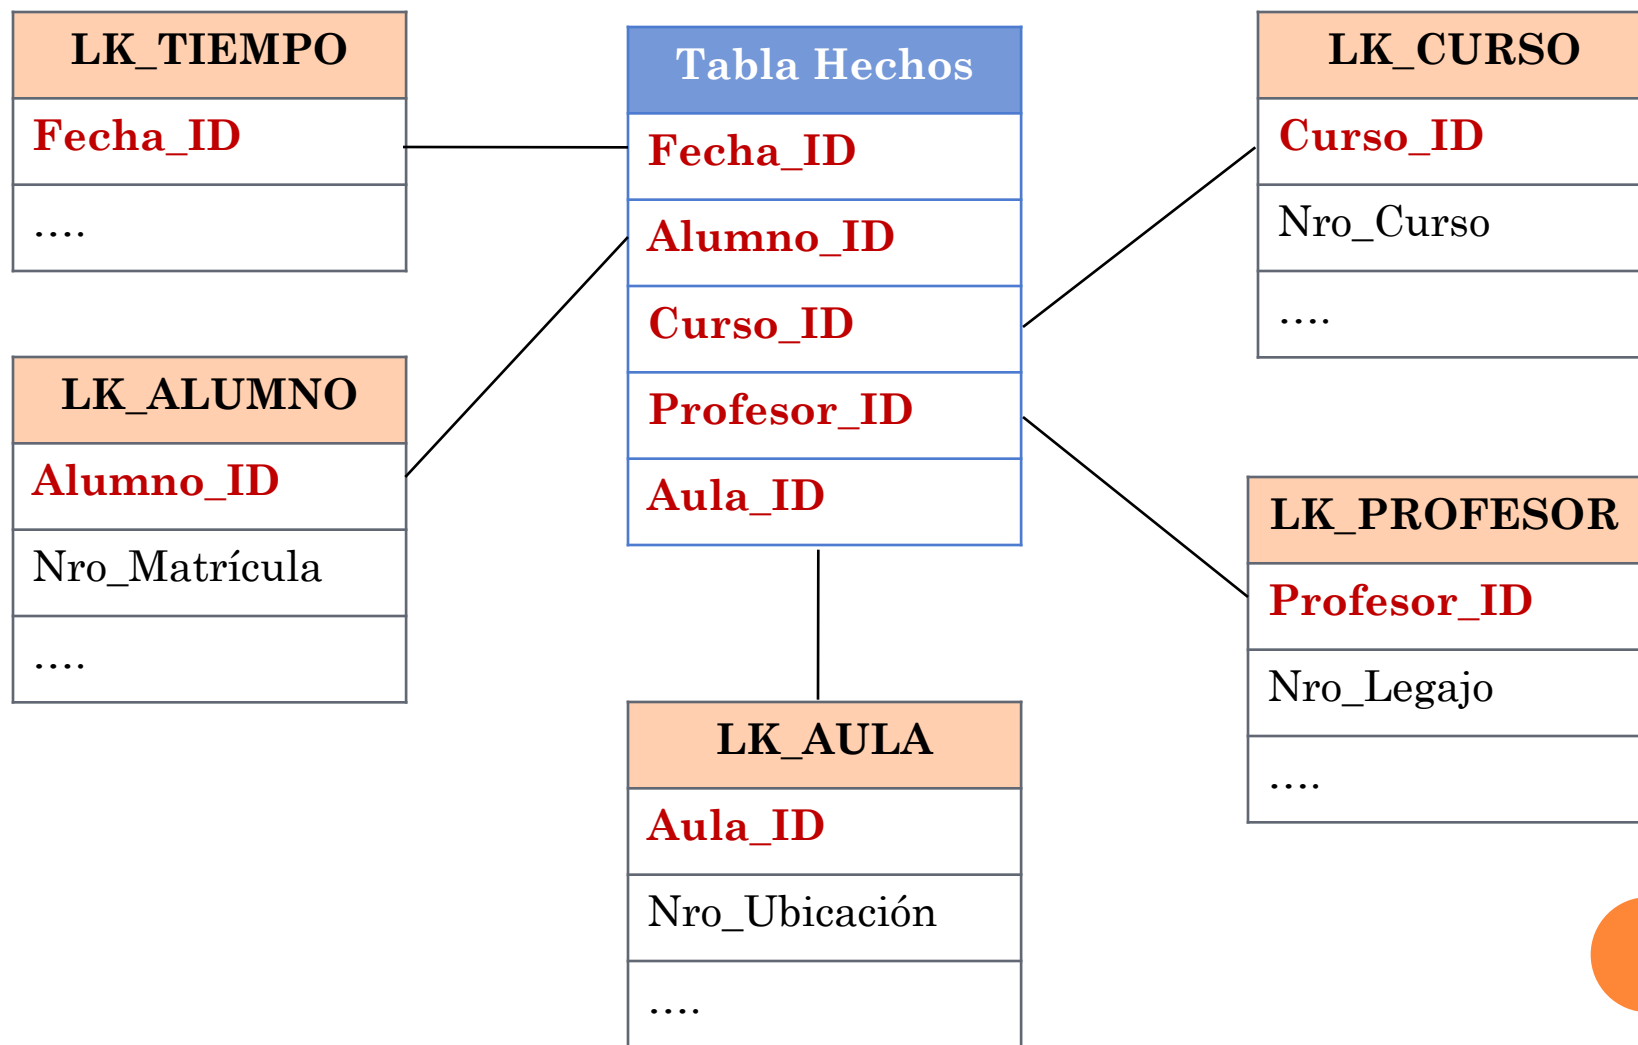 LK_TIEMPO
Fecha_ID
....
LK_ALUMNO
Alumno_ID
Nro_Matrícula
....
Tabla Hechos
Fecha_ID
Alumno_ID
Curso_ID
Profesor_ID
Aula_ID
LK_AULA
Aula_ID
Nro_Ubicación
....
LK_CURSO
Curso_ID
Nro_Curso
....
LK_PROFESOR
Profesor_ID
Nro_Legajo
....